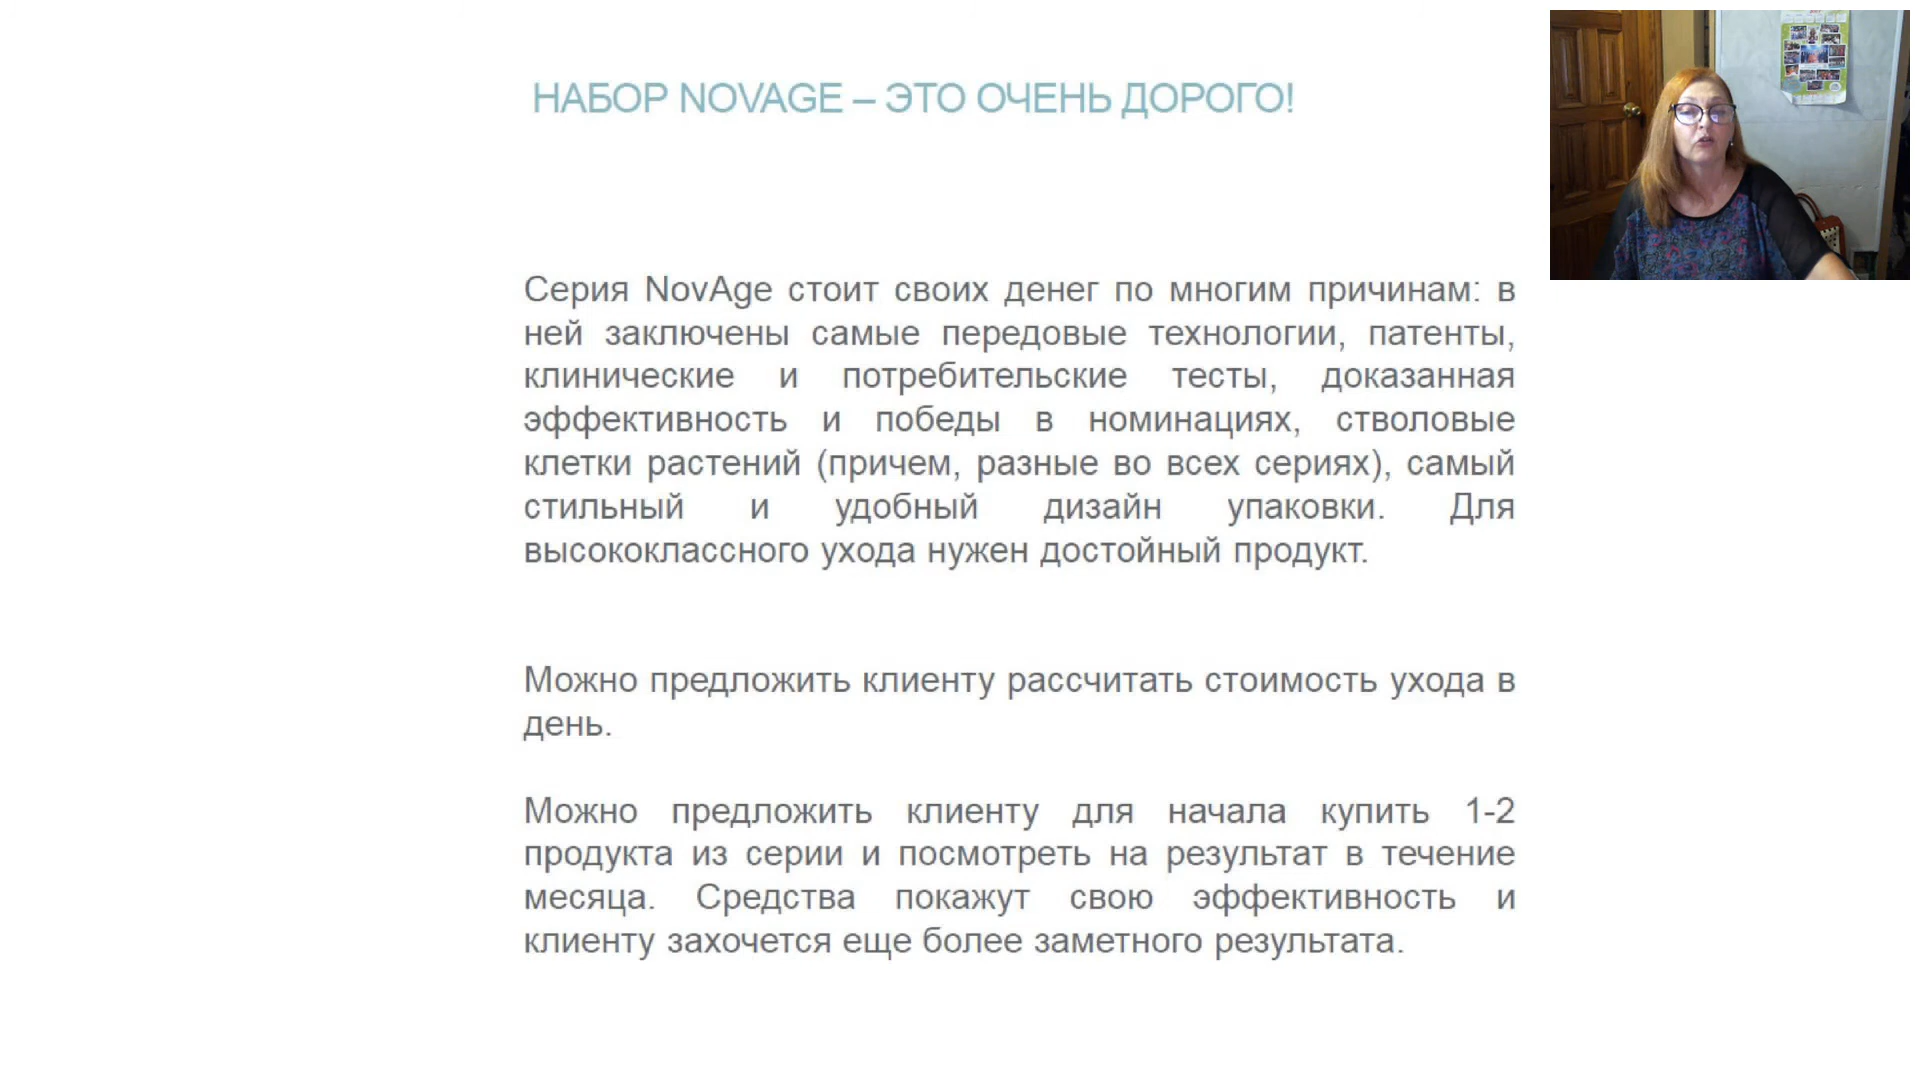 НАБОР NOVAGE – ЭТО ОЧЕНЬ ДОРОГО!
Серия NovAge стоит своих денег по многим причинам: в
ней заключены самые передовые технологии, патенты,
клинические и потребительские тесты, доказанная
эффективность и победы в номинациях, стволовые
клетки растений (причем, разные во всех сериях), самый
стильный и удобный дизайн упаковки. Для
высококлассного ухода нужен достойный продукт.
Можно предложить клиенту рассчитать стоимость ухода в
день.
Можно предложить клиенту для начала купить 1-2
продукта из серии и посмотреть на результат в течение
месяца. Средства покажут свою эффективность и
клиенту захочется еще более заметного результата.